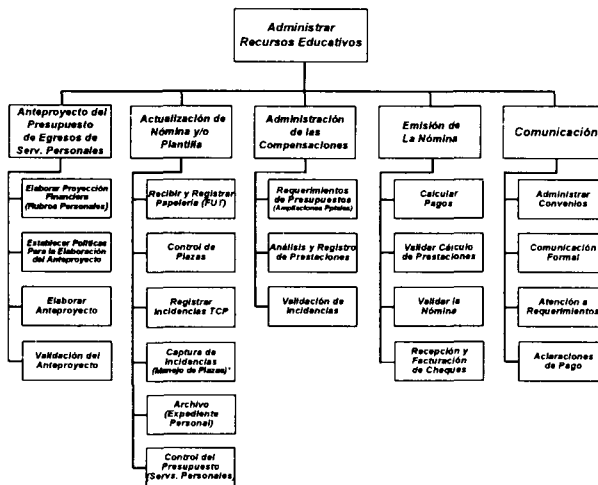 Administrar
Recursos Educativos
Anteproyecto del
Presupuesto
de Egresos de
Serv. Personales
Elaborar Proyección
Financiera
(Rubros Personales)
Establecer Políticas
Para la Elaboración
del Anteproyecto
Elaborar
Anteproyecto
Validación del
Anteproyecto
Actualización de
Nómina y/o
Plantilla
Recibir y Registrar
Papelería (FUT)
Control de
Plazas
Registrar
Incidencias TCP
Captura de
Incidencias
(Manejo de Plazas)*
Archivo
(Expediente
Personal)
Control del
Presupuesto
(Servs. Personales)
Administración
de las
Compensaciones
Requerimientos
de Presupuestos
(Ampliaciones Pptales)
Análisis y Registro
de Prestaciones
Validación de
Incidencias
Emisión de
La Nómina
Calcular
Pagos
Validar Cálculo
de Prestaciones
Validar la
Nómina
Recepción y
Facturación
de Cheques
Comunicación
Administrar
Convenios
Comunicación
Formal
Atención a
Requerimientos
Aclaraciones
de Pago